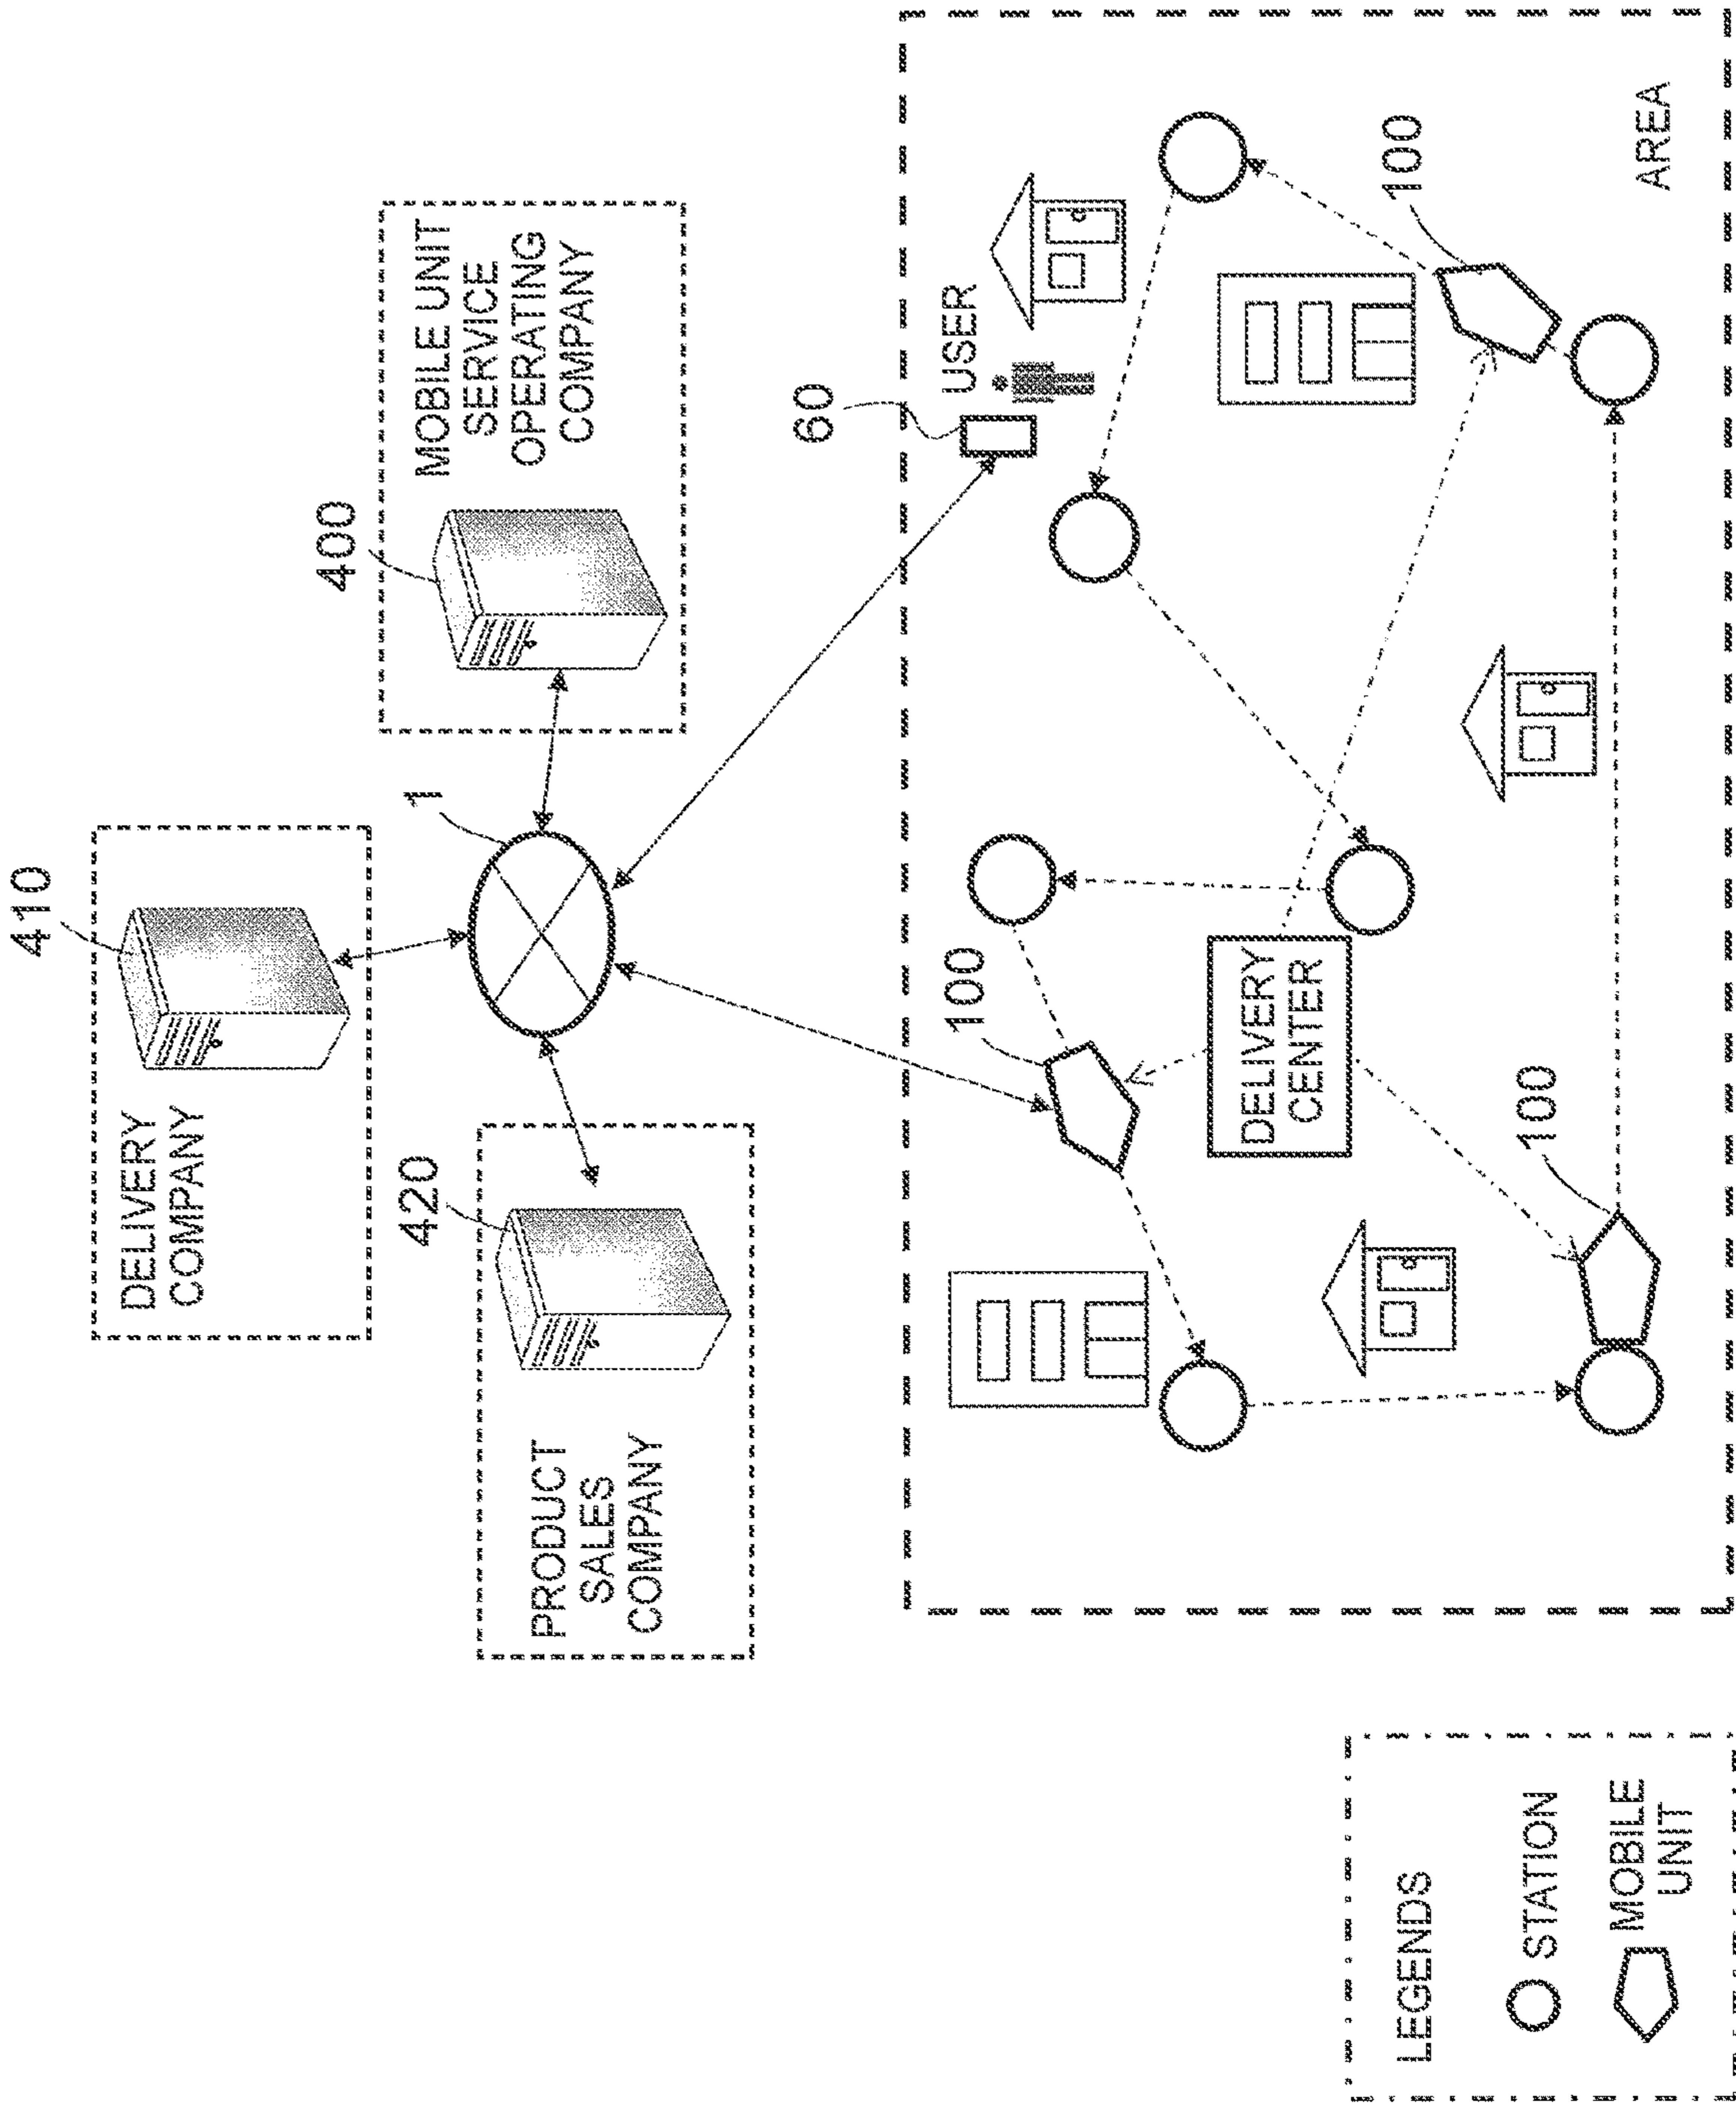 410
DELIVERY
COMPANY
420
PRODUCT
SALES
COMPANY
1
400
MOBILE UNIT
SERVICE
OPERATING
COMPANY
60
USER
100
DELIVERY
CENTER
100
100
AREA
LEGENDS
STATION
MOBILE
UNIT